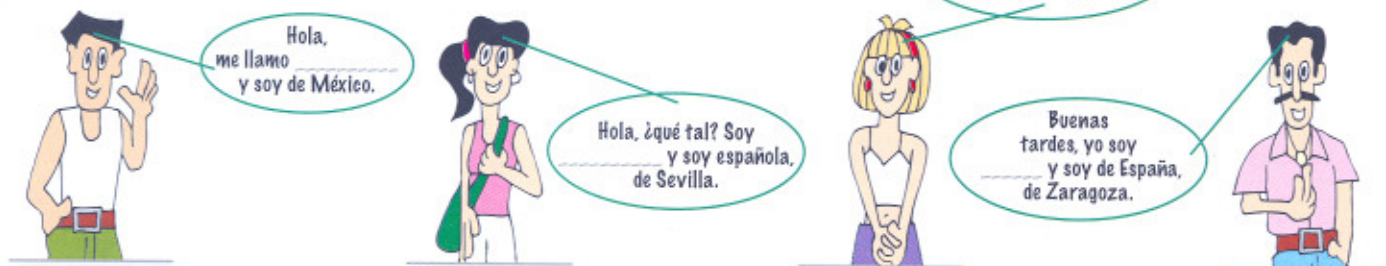 Hola,
me llamo __________
y soy de México.
Hola, ¿qué tal? Soy
__________ y soy española,
de Sevilla.
Buenas
tardes, yo soy
______ y soy de España,
de Zaragoza.